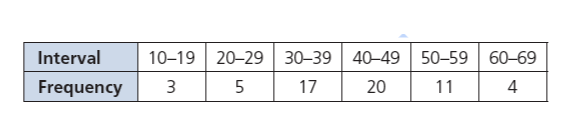 Interval 10–19 20–29 30–39 40–49 50–59 60–69
Frequency 3 5 17 20 11 4